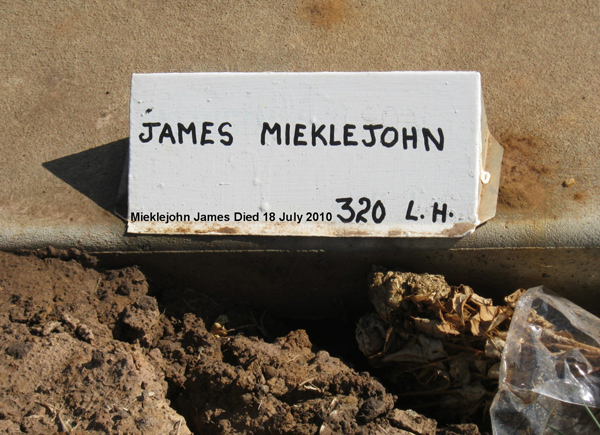 JAMES MIEKLEJOHN
Mieklejohn James Died 18 July 2010
320 L.H.